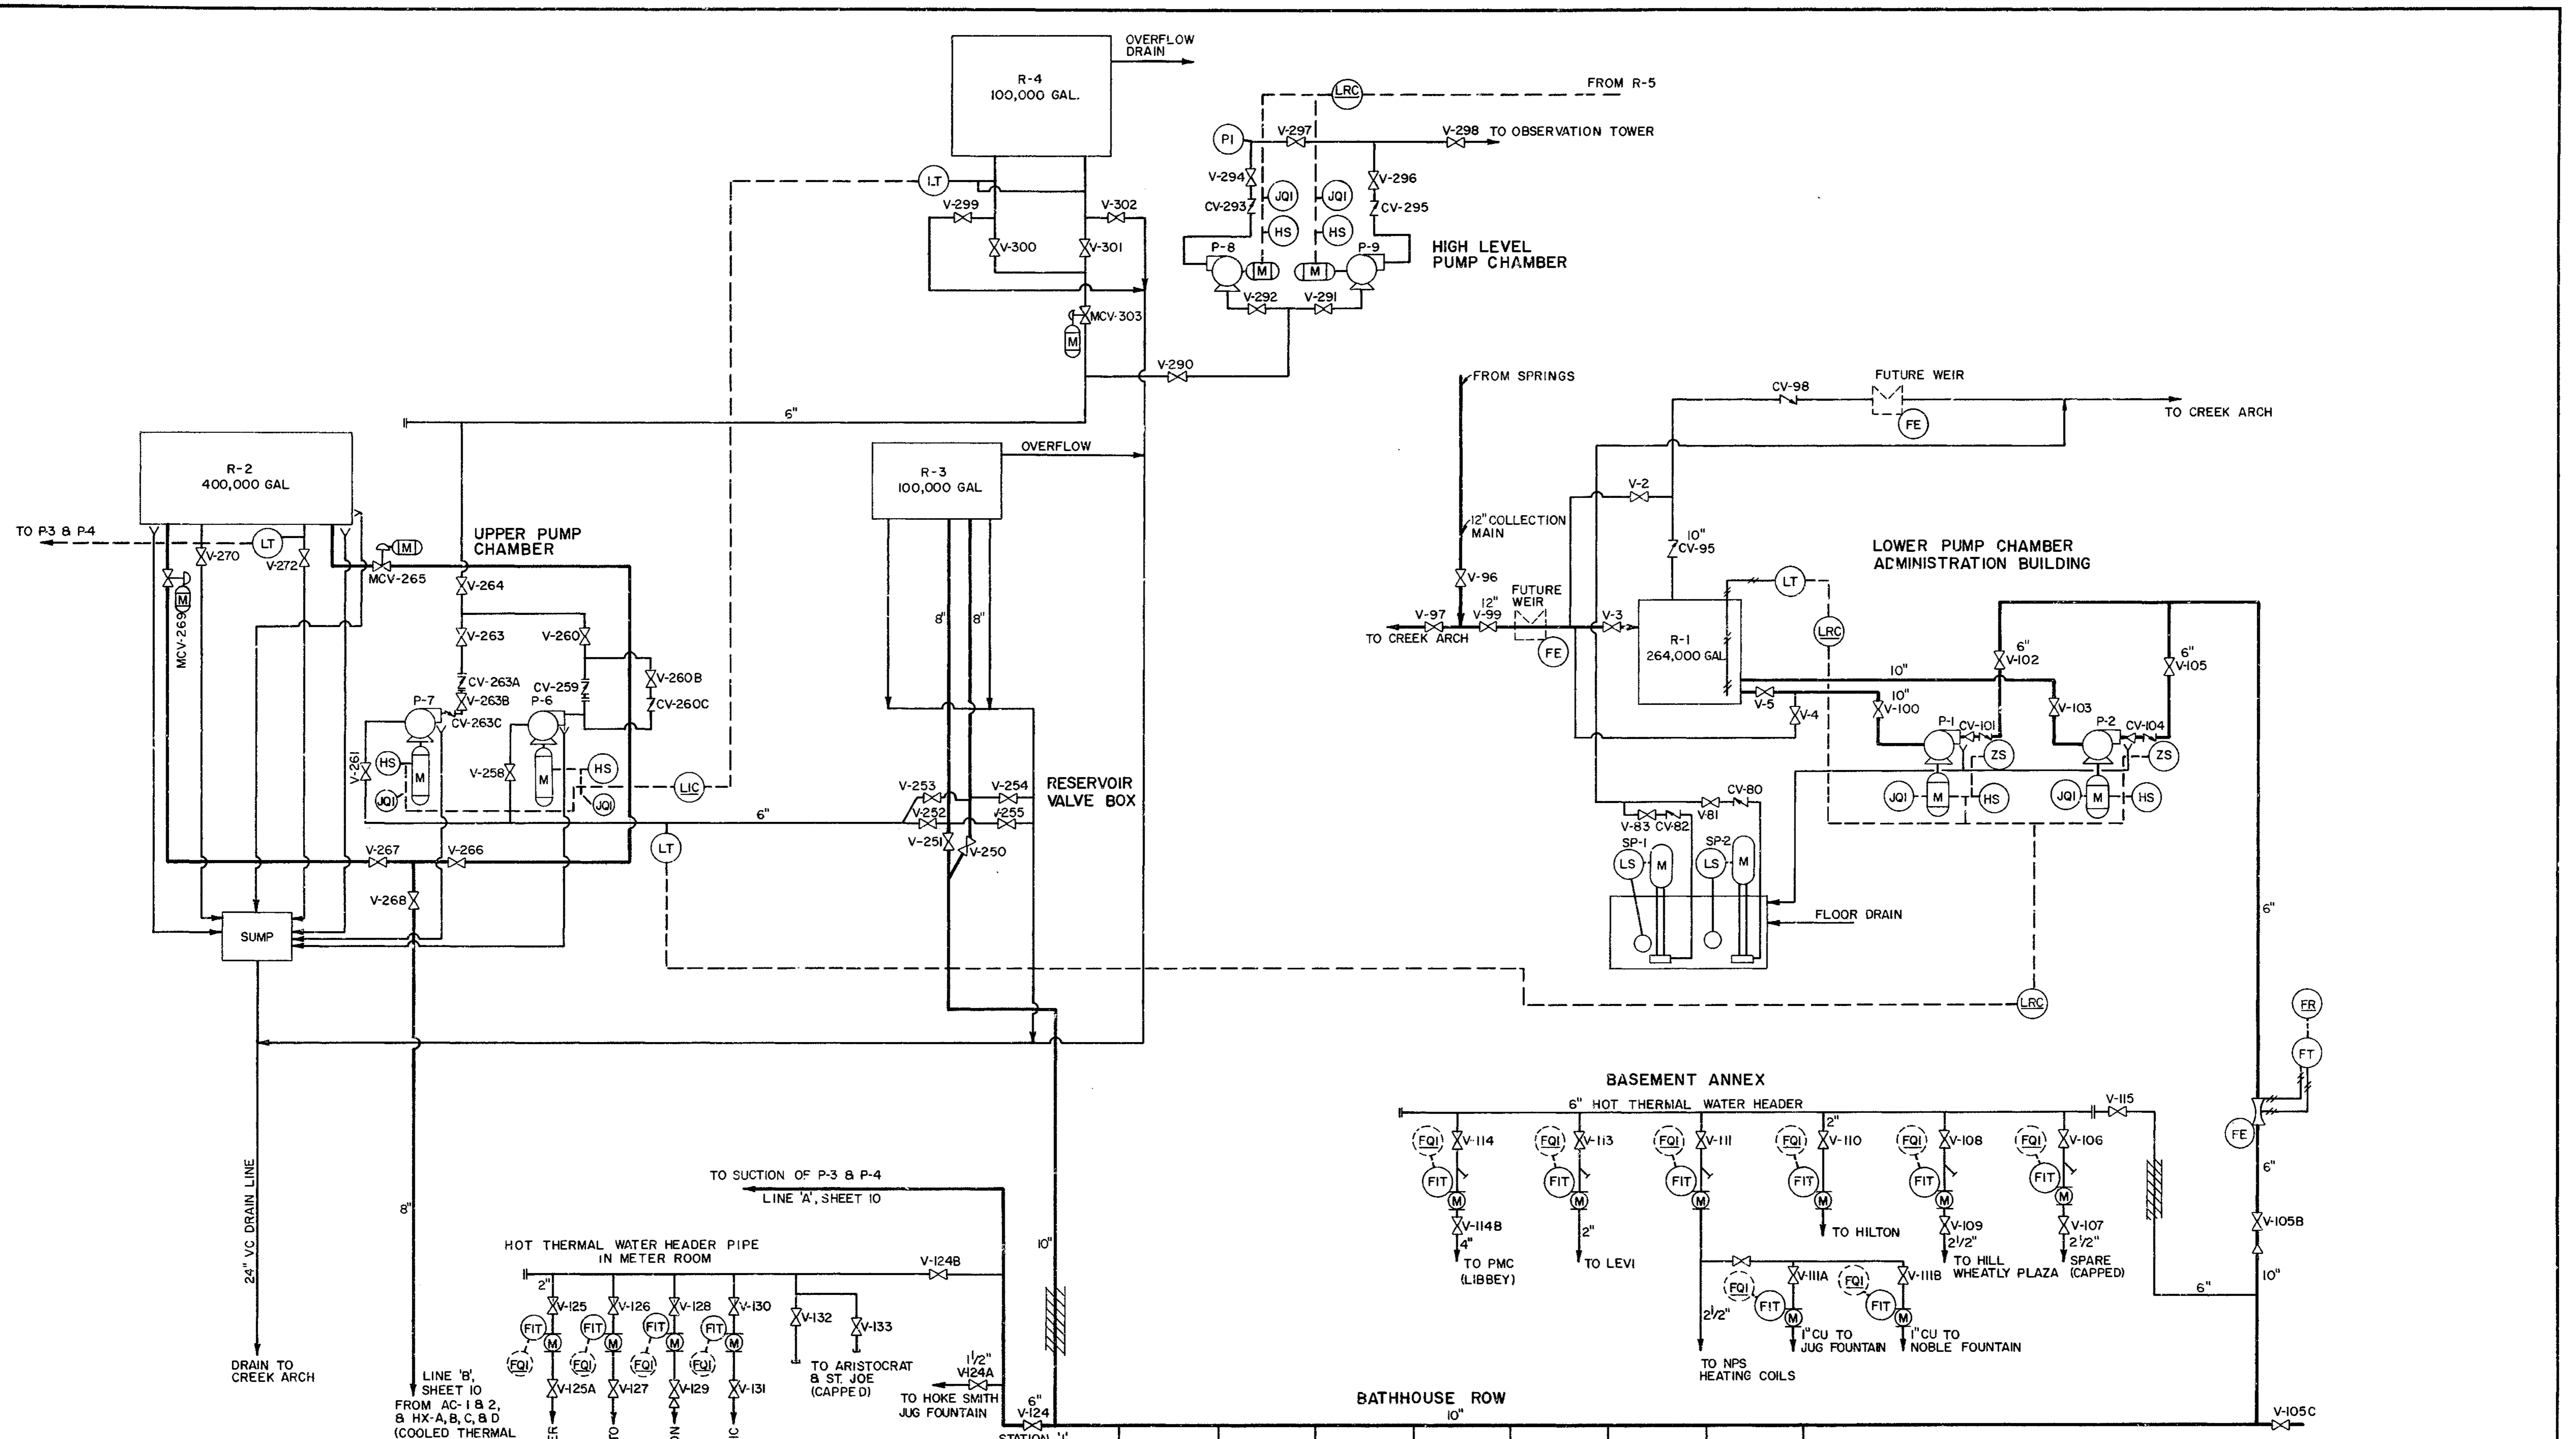 OVERFLOW
DRAIN
R-4
100,000 GAL.
LRC
FROM R-5
PI
V-297
V-298
TO OBSERVATION TOWER
LT
V-294
V-296
JQI
JQI
CV-293
CV-295
V-299
V-302
HS
HS
V-300
V-301
P-8
P-9
M
M
HIGH LEVEL
PUMP CHAMBER
V-292
V-291
MCV-303
M
V-290
FROM SPRINGS
FUTURE WEIR
CV-98
TO CREEK ARCH
FE
6"
OVERFLOW
R-2
400,000 GAL
R-3
100,000 GAL
V-2
TO P-3 & P-4
LT
V-270
V-272
M
MCV-265
UPPER PUMP
CHAMBER
12" COLLECTION
MAIN
10"
CV-95
LOWER PUMP CHAMBER
ADMINISTRATION BUILDING
M
MCV-269
V-264
V-96
FUTURE
WEIR
12"
LT
V-263
V-260
8"
8"
V-97
V-99
V-3
TO CREEK ARCH
FE
R-1
264,000 GAL
LRC
6"
V-102
6"
V-105
CV-263A
CV-259
V-260B
V-263B
CV-260C
CV-263C
P-7
P-6
10"
V-5
V-4
10"
V-100
V-103
P-1
CV-101
P-2
CV-104
ZS
ZS
V-261
HS
M
V-258
M
HS
JQI
JQI
LIC
V-253
V-254
V-252
V-255
RESERVOIR
VALVE BOX
6"
V-251
V-250
LT
JQI
M
HS
JQI
M
HS
CV-80
V-81
V-83
CV-82
SP-1
SP-2
LS
M
LS
M
V-267
V-266
V-268
SUMP
FLOOR DRAIN
6"
LRC
FR
FT
BASEMENT ANNEX
6" HOT THERMAL WATER HEADER
V-115
2"
FQI
V-114
FQI
V-113
FQI
V-111
FQI
V-110
FQI
V-108
FQI
V-106
FE
FIT
FIT
FIT
FIT
FIT
FIT
6"
M
M
M
M
M
M
V-114B
V-109
V-107
V-105B
4"
2"
TO HILTON
2 1/2"
2 1/2"
TO PMC
(LIBBEY)
TO LEVI
TO HILL
WHEATLY PLAZA
SPARE
(CAPPED)
10"
6"
24" VC DRAIN LINE
8"
TO SUCTION OF P-3 & P-4
LINE 'A', SHEET 10
10"
HOT THERMAL WATER HEADER PIPE
IN METER ROOM
V-124B
2"
V-125
V-126
V-128
V-130
V-132
V-133
FIT
FIT
FIT
FIT
M
M
M
M
FQI
FQI
FQI
FQI
V-125A
V-127
V-129
V-131
TO ARISTOCRAT
& ST. JOE
(CAPPED)
V-111A
V-111B
FQI
FQI
FIT
FIT
M
M
2 1/2"
1" CU TO
JUG FOUNTAIN
1" CU TO
NOBLE FOUNTAIN
TO NPS
HEATING COILS
DRAIN TO
CREEK ARCH
LINE 'B',
SHEET 10
FROM AC-1 & 2,
& HX-A, B, C, & D
(COOLED THERMAL
1 1/2"
V-124A
TO HOKE SMITH
JUG FOUNTAIN
6"
V-124
BATHHOUSE ROW
10"
V-105C
ER
TO
ON
IC
STATION 'I'